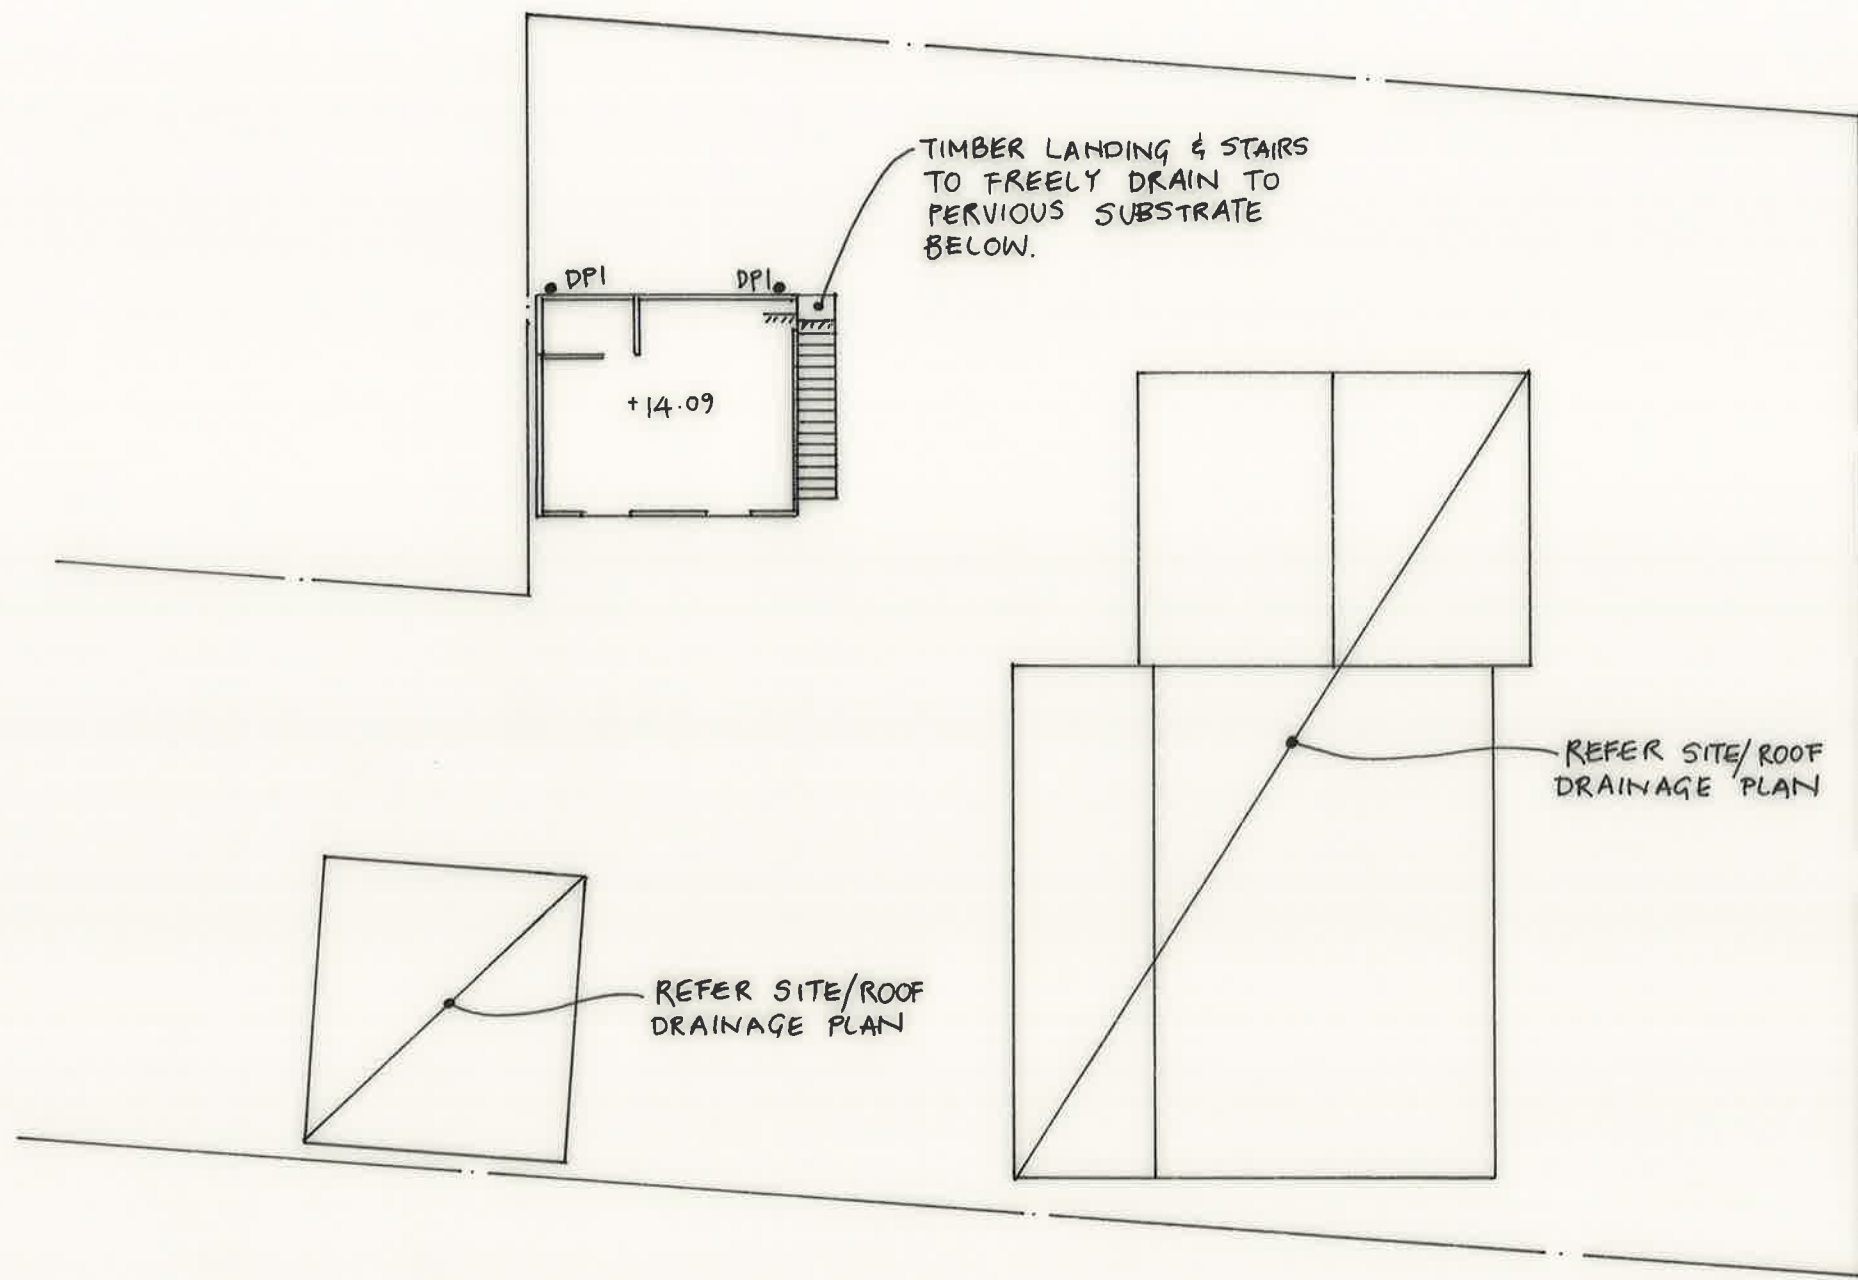 TIMBER LANDING & STAIRS
TO FREELY DRAIN TO
PERVIOUS SUBSTRATE
BELOW.
DP1
DP1
+14.09
REFER SITE/ROOF
DRAINAGE PLAN
REFER SITE/ROOF
DRAINAGE PLAN